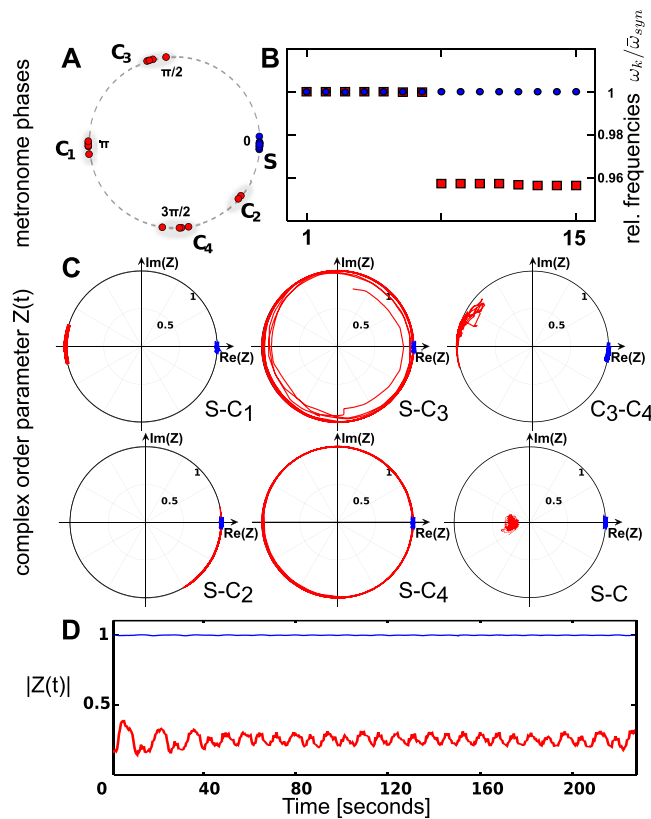 A
C3
π/2
C1
π
0
S
C2
3π/2
C4
metronome phases
B
1
0.98
0.96
1
15
rel. frequencies ωk/ω̄syn
C
complex order parameter Z(t)
Im(Z)
1
0.5
Re(Z)
S-C1
Im(Z)
1
0.5
Re(Z)
S-C3
Im(Z)
1
0.5
Re(Z)
C3-C4
Im(Z)
1
0.5
Re(Z)
S-C2
Im(Z)
1
0.5
Re(Z)
S-C4
Im(Z)
1
0.5
Re(Z)
S-C
D
1
0.5
|Z(t)|
0
0
40
80
120
160
200
Time [seconds]